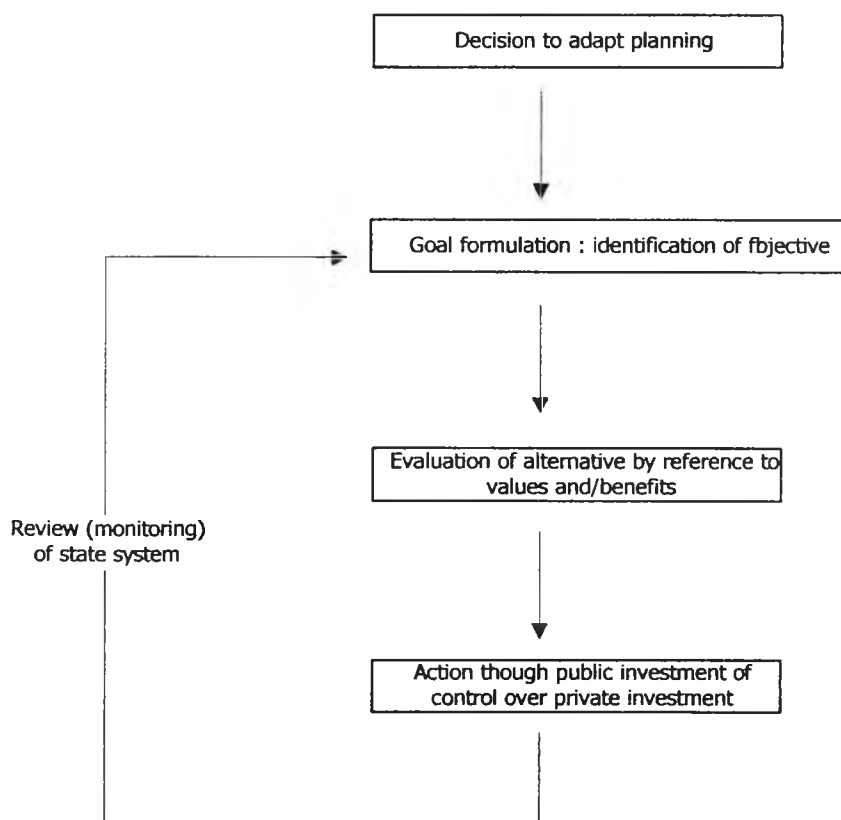 Decision to adapt planning
Goal formulation : identification of fbjective
Evaluation of alternative by reference to
values and/benefits
Review (monitoring)
of state system
Action though public investment of
control over private investment